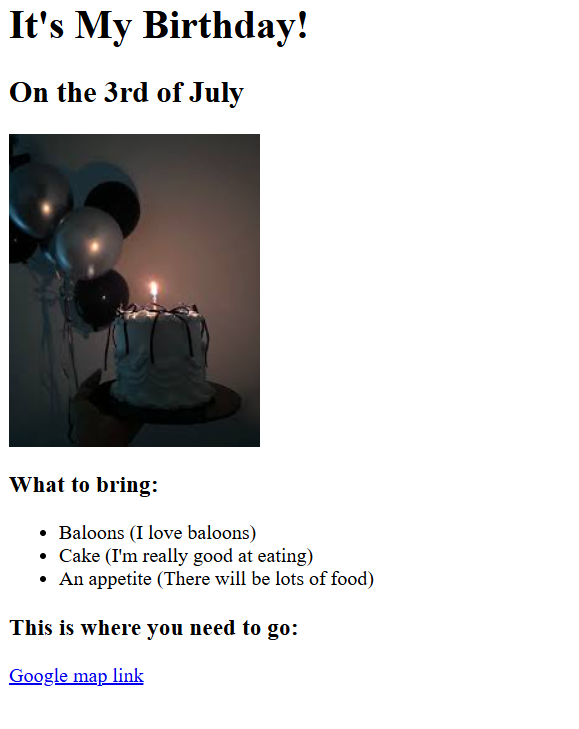 It's My Birthday!
On the 3rd of July
What to bring:
Baloons (I love baloons)
Cake (I'm really good at eating)
An appetite (There will be lots of food)
This is where you need to go:
Google map link